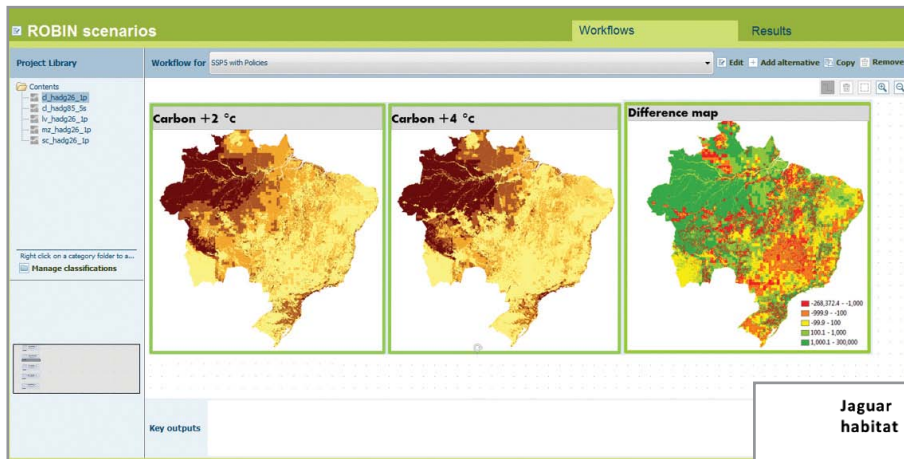 ROBIN scenarios
Workflows
Results
Project Library
Workflow for SSP5 with Policies
Edit Add alternative Copy Remove
Contents
cl_hadg26_1p
cl_hadg85_5s
lv_hadg26_1p
mz_hadg26_1p
sc_hadg26_1p
Carbon +2 °c
Carbon +4 °c
Difference map
Right click on a category folder to a...
Manage classifications
-268,372.4 - -1,000
-999.9 - -100
-99.9 - 100
100.1 - 1,000
1,000.1 - 300,000
Key outputs
Jaguar
habitat